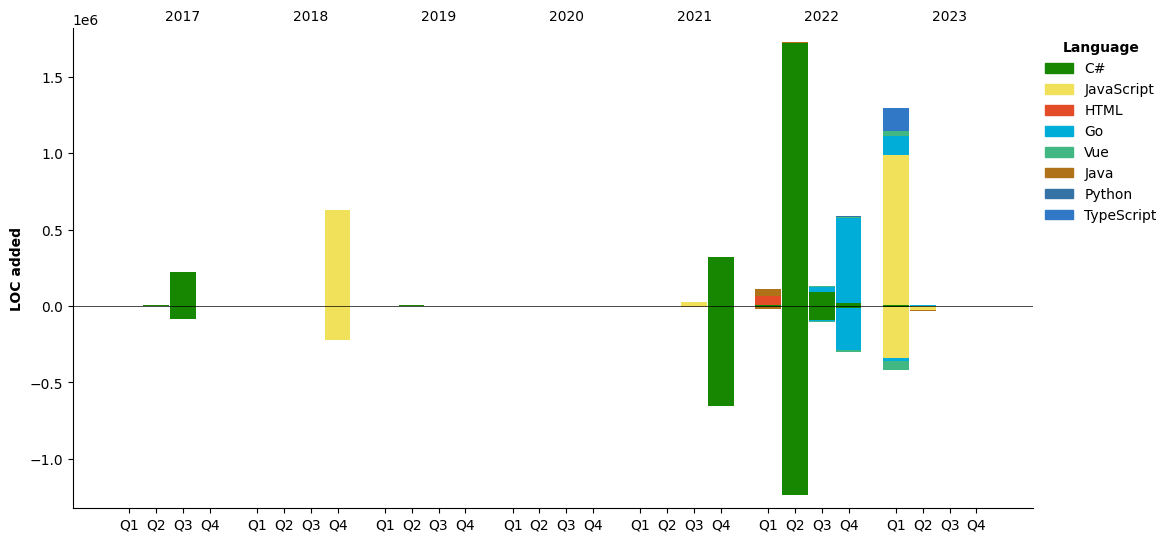 1e6
2017 2018 2019 2020 2021 2022 2023
Language
C#
JavaScript
HTML
Go
Vue
Java
Python
TypeScript
LOC added
1.5
1.0
0.5
0.0
−0.5
−1.0
Q1 Q2 Q3 Q4 Q1 Q2 Q3 Q4 Q1 Q2 Q3 Q4 Q1 Q2 Q3 Q4 Q1 Q2 Q3 Q4 Q1 Q2 Q3 Q4 Q1 Q2 Q3 Q4